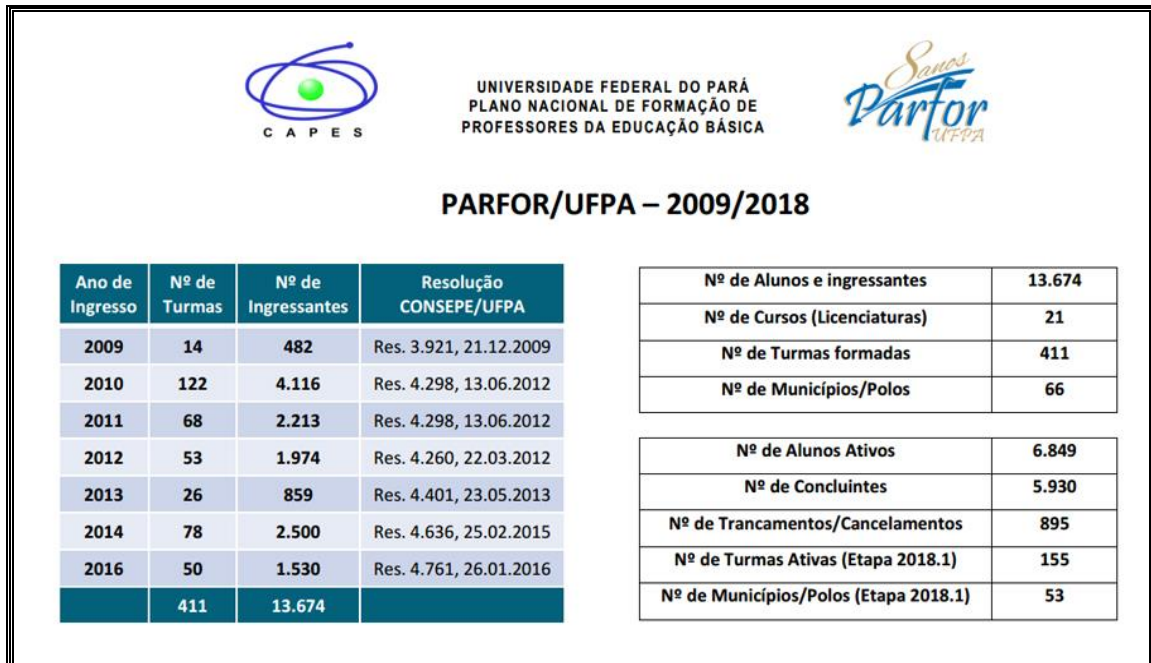 CAPES
UNIVERSIDADE FEDERAL DO PARÁ
PLANO NACIONAL DE FORMAÇÃO DE
PROFESSORES DA EDUCAÇÃO BÁSICA
8anos
Parfor
UFPA
PARFOR/UFPA – 2009/2018
Ano de Ingresso Nº de Turmas Nº de Ingressantes Resolução CONSEPE/UFPA
2009 14 482 Res. 3.921, 21.12.2009
2010 122 4.116 Res. 4.298, 13.06.2012
2011 68 2.213 Res. 4.298, 13.06.2012
2012 53 1.974 Res. 4.260, 22.03.2012
2013 26 859 Res. 4.401, 23.05.2013
2014 78 2.500 Res. 4.636, 25.02.2015
2016 50 1.530 Res. 4.761, 26.01.2016
411 13.674
Nº de Alunos e ingressantes 13.674
Nº de Cursos (Licenciaturas) 21
Nº de Turmas formadas 411
Nº de Municípios/Polos 66
Nº de Alunos Ativos 6.849
Nº de Concluintes 5.930
Nº de Trancamentos/Cancelamentos 895
Nº de Turmas Ativas (Etapa 2018.1) 155
Nº de Municípios/Polos (Etapa 2018.1) 53